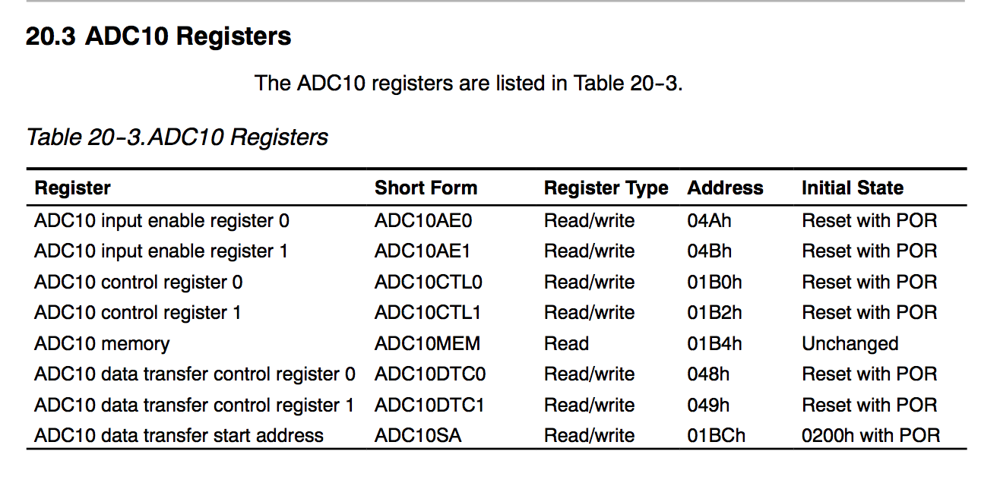 20.3 ADC10 Registers
The ADC10 registers are listed in Table 20-3.
Table 20-3. ADC10 Registers
Register Short Form Register Type Address Initial State
ADC10 input enable register 0 ADC10AE0 Read/write 04Ah Reset with POR
ADC10 input enable register 1 ADC10AE1 Read/write 04Bh Reset with POR
ADC10 control register 0 ADC10CTL0 Read/write 01B0h Reset with POR
ADC10 control register 1 ADC10CTL1 Read/write 01B2h Reset with POR
ADC10 memory ADC10MEM Read 01B4h Unchanged
ADC10 data transfer control register 0 ADC10DTC0 Read/write 048h Reset with POR
ADC10 data transfer control register 1 ADC10DTC1 Read/write 049h Reset with POR
ADC10 data transfer start address ADC10SA Read/write 01BCh 0200h with POR